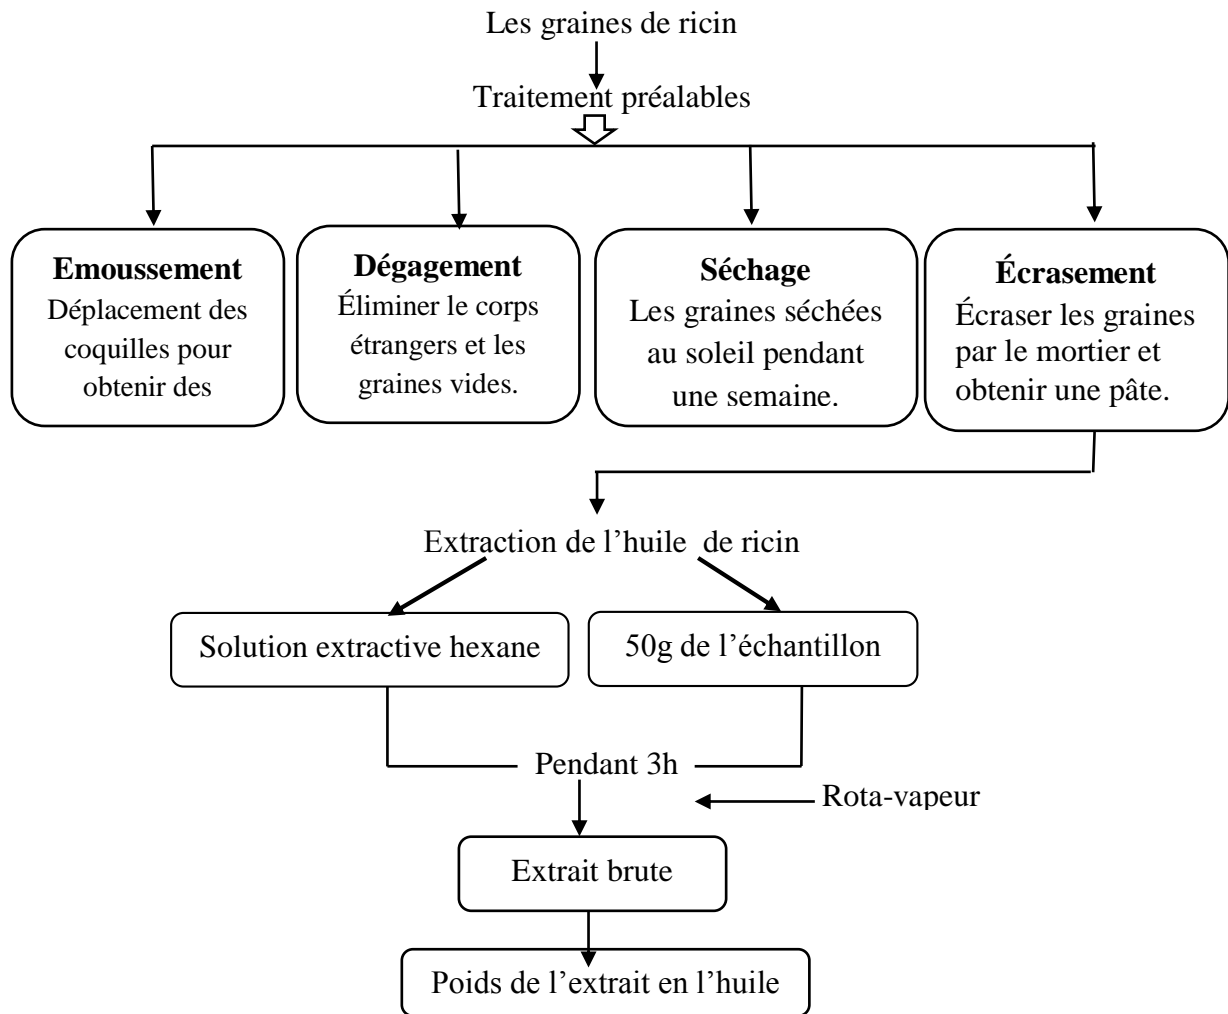 Les graines de ricin
Traitement préalables
Emoussement
Déplacement des
coquilles pour
obtenir des
Dégagement
Éliminer le corps
étrangers et les
graines vides.
Séchage
Les graines séchées
au soleil pendant
une semaine.
Écrasement
Écraser les graines
par le mortier et
obtenir une pâte.
Extraction de l’huile de ricin
Solution extractive hexane
50g de l’échantillon
Pendant 3h
Rota-vapeur
Extrait brute
Poids de l’extrait en l’huile